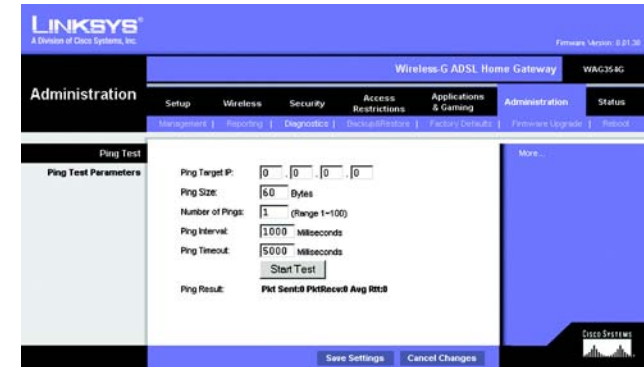 LINKSYS®
A Division of Cisco Systems, Inc.
Firmware Version: 0.01.30
Wireless-G ADSL Home Gateway WAG354G
Administration
Setup Wireless Security Access Restrictions Applications & Gaming Administration Status
Management | Reporting | Diagnostics | Backup&Restore | Factory Defaults | Firmware Upgrade | Reboot
Ping Test
More...
Ping Test Parameters
Ping Target IP: 0 . 0 . 0 . 0
Ping Size: 60 Bytes
Number of Pings: 1 (Range 1~100)
Ping Interval: 1000 Milliseconds
Ping Timeout: 5000 Milliseconds
Start Test
Ping Result: Pkt Sent:0 PktRecv:0 Avg Rtt:0
Save Settings Cancel Changes
CISCO SYSTEMS